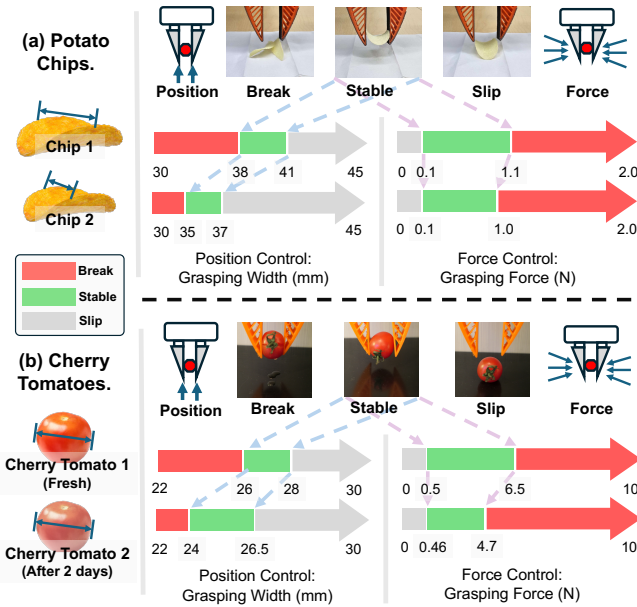 (a) Potato
Chips.
Position
Break
Stable
Slip
Force
Chip 1
30
38
41
45
0
0.1
1.1
2.0
Chip 2
30
35
37
45
0
0.1
1.0
2.0
Position Control:
Grasping Width (mm)
Force Control:
Grasping Force (N)
Break
Stable
Slip
(b) Cherry
Tomatoes.
Position
Break
Stable
Slip
Force
Cherry Tomato 1
(Fresh)
22
26
28
30
0
0.5
6.5
10
Cherry Tomato 2
(After 2 days)
22
24
26.5
30
0
0.46
4.7
10
Position Control:
Grasping Width (mm)
Force Control:
Grasping Force (N)